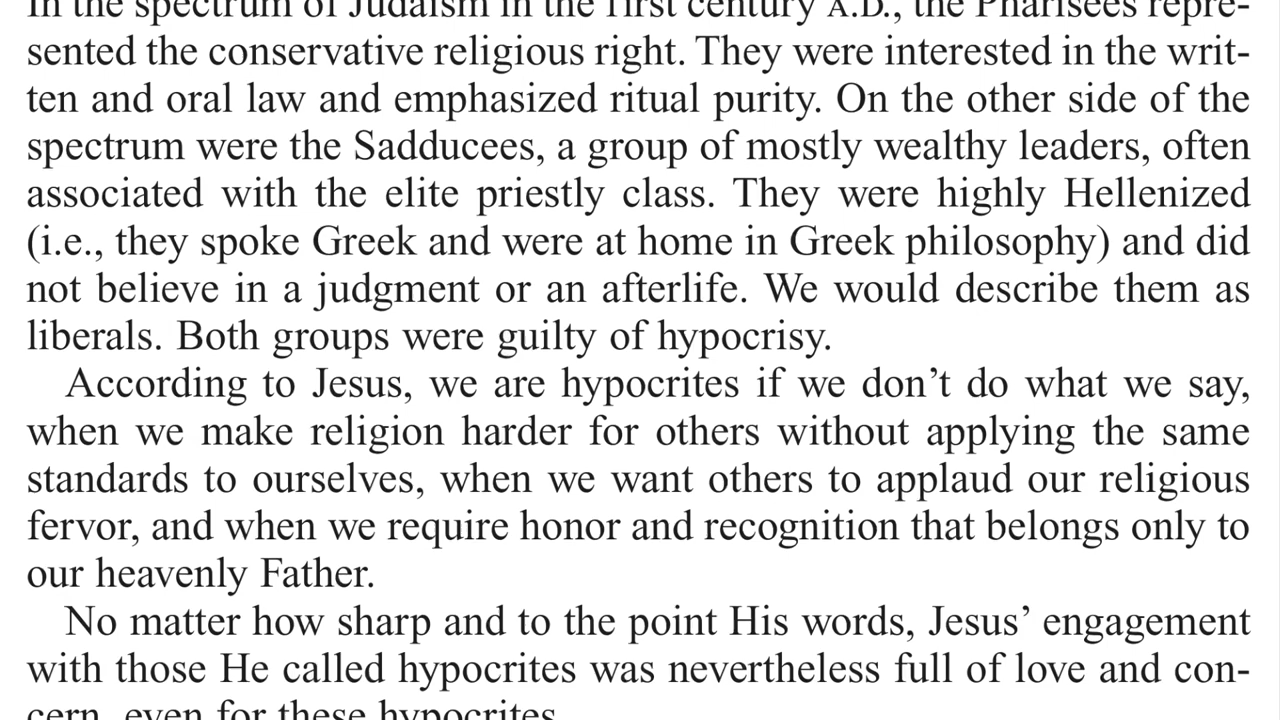 In the spectrum of Judaism in the first century A.D., the Pharisees repre-
sented the conservative religious right. They were interested in the writ-
ten and oral law and emphasized ritual purity. On the other side of the
spectrum were the Sadducees, a group of mostly wealthy leaders, often
associated with the elite priestly class. They were highly Hellenized
(i.e., they spoke Greek and were at home in Greek philosophy) and did
not believe in a judgment or an afterlife. We would describe them as
liberals. Both groups were guilty of hypocrisy.
According to Jesus, we are hypocrites if we don’t do what we say,
when we make religion harder for others without applying the same
standards to ourselves, when we want others to applaud our religious
fervor, and when we require honor and recognition that belongs only to
our heavenly Father.
No matter how sharp and to the point His words, Jesus’ engagement
with those He called hypocrites was nevertheless full of love and con-
cern, even for these hypocrites.